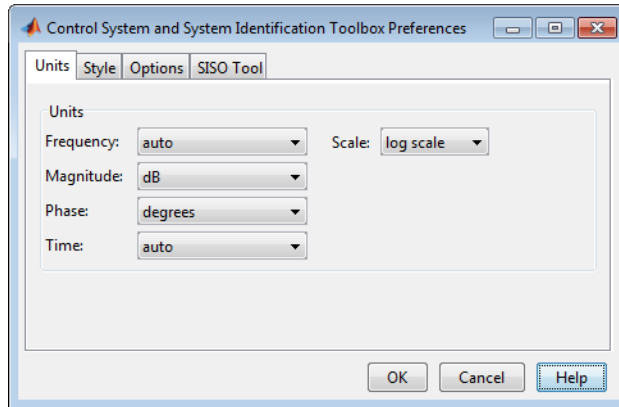 Control System and System Identification Toolbox Preferences
Units Style Options SISO Tool
Units
Frequency: auto Scale: log scale
Magnitude: dB
Phase: degrees
Time: auto
OK Cancel Help